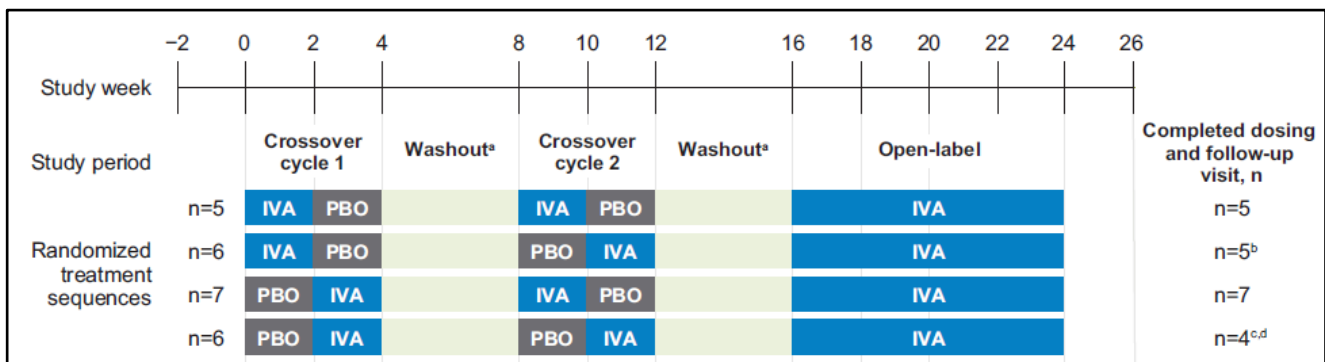 −2 0 2 4 8 10 12 16 18 20 22 24 26
Study week
Study period
Crossover
cycle 1
Washoutᵃ
Crossover
cycle 2
Washoutᵃ
Open-label
Completed dosing
and follow-up
visit, n
Randomized
treatment
sequences
n=5 IVA PBO IVA PBO IVA n=5
n=6 IVA PBO PBO IVA IVA n=5ᵇ
n=7 PBO IVA IVA PBO IVA n=7
n=6 PBO IVA PBO IVA IVA n=4ᶜ,ᵈ